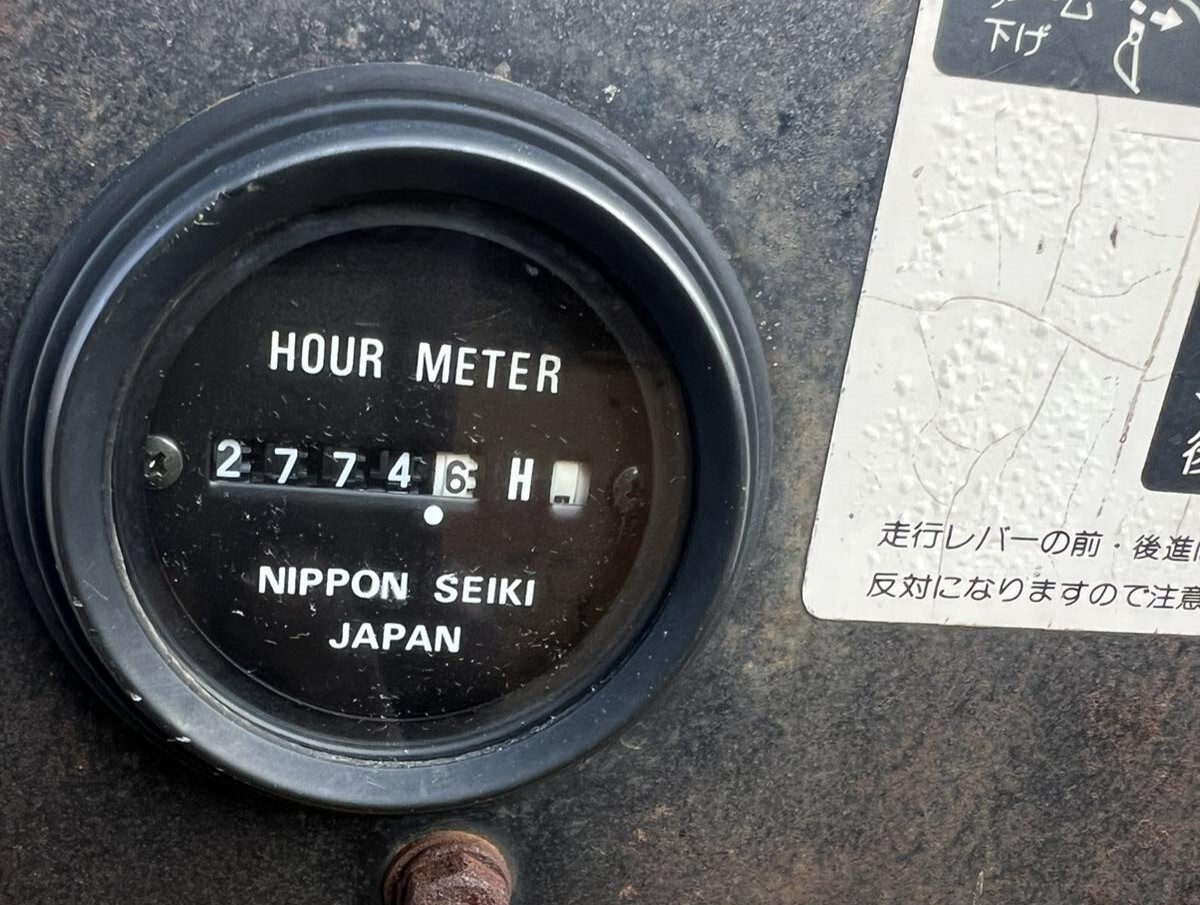 下げ
HOUR METER
27746 H
NIPPON SEIKI
JAPAN
走行レバーの前・後進
反対になりますので注意